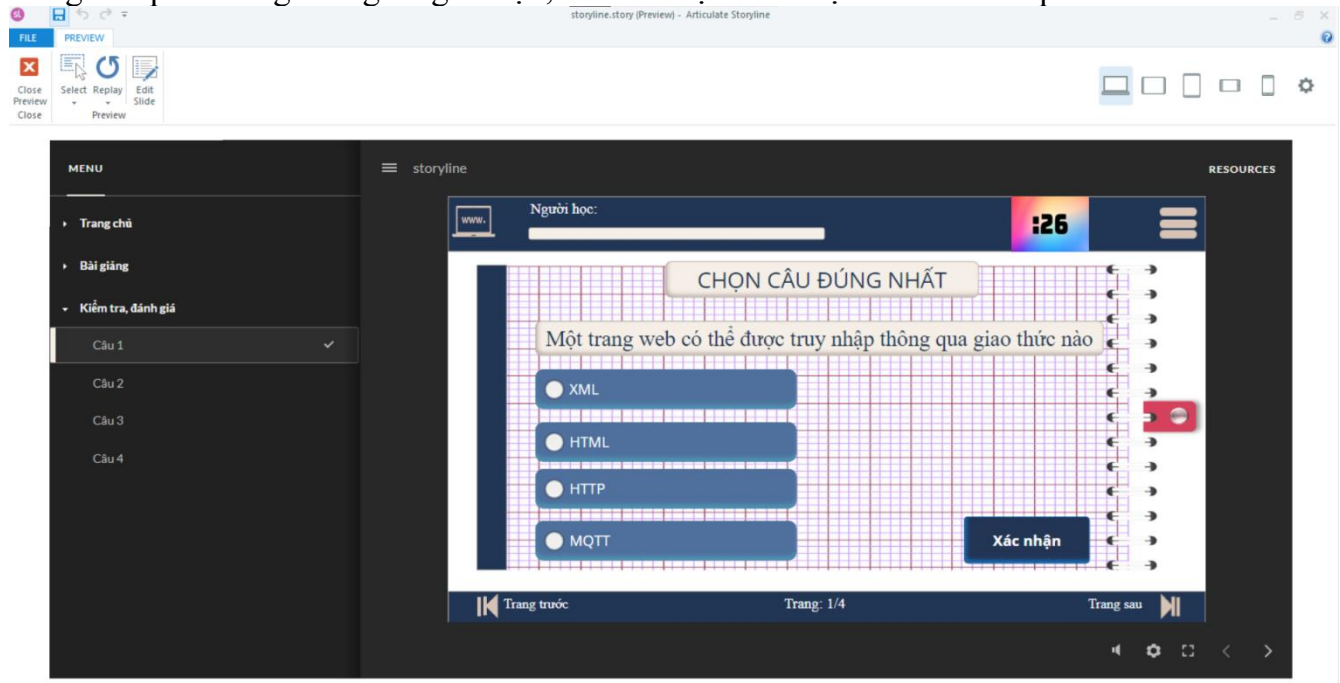 storyline.story (Preview) - Articulate Storyline
FILE PREVIEW
Close Preview
Select
Replay
Edit Slide
Close
Preview
MENU
storyline
RESOURCES
Trang chủ
Bài giảng
Kiểm tra, đánh giá
Câu 1
Câu 2
Câu 3
Câu 4
www.
Người học:
:26
CHỌN CÂU ĐÚNG NHẤT
Một trang web có thể được truy nhập thông qua giao thức nào
XML
HTML
HTTP
MQTT
Xác nhận
Trang trước
Trang: 1/4
Trang sau